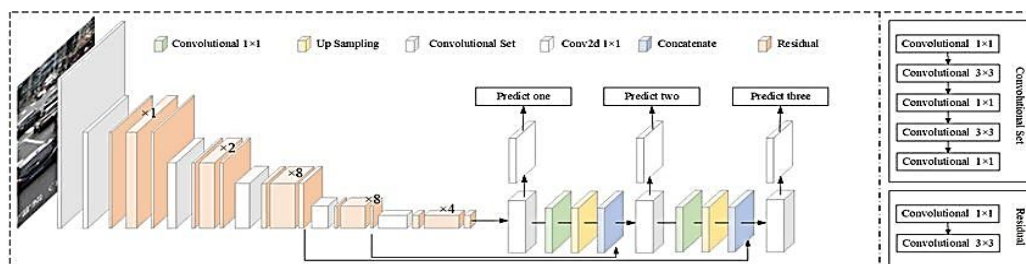 Convolutional 1×1
Up Sampling
Convolutional Set
Conv2d 1×1
Concatenate
Residual
×1
×2
×8
×8
×4
Predict one
Predict two
Predict three
Convolutional 1×1
Convolutional 3×3
Convolutional 1×1
Convolutional 3×3
Convolutional 1×1
Convolutional Set
Convolutional 1×1
Convolutional 3×3
Residual